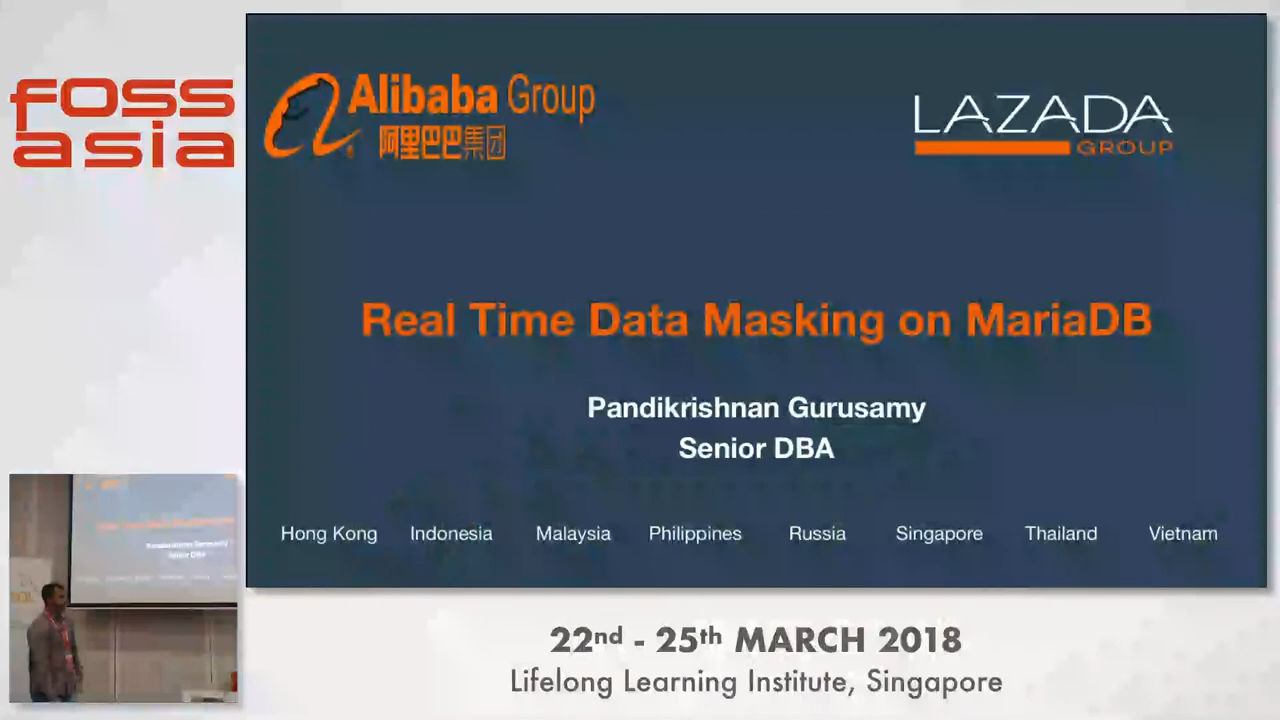 foss
asia
Alibaba Group
阿里巴巴集团
LAZADA
GROUP
Real Time Data Masking on MariaDB
Pandikrishnan Gurusamy
Senior DBA
Hong Kong Indonesia Malaysia Philippines Russia Singapore Thailand Vietnam
22nd - 25th MARCH 2018
Lifelong Learning Institute, Singapore